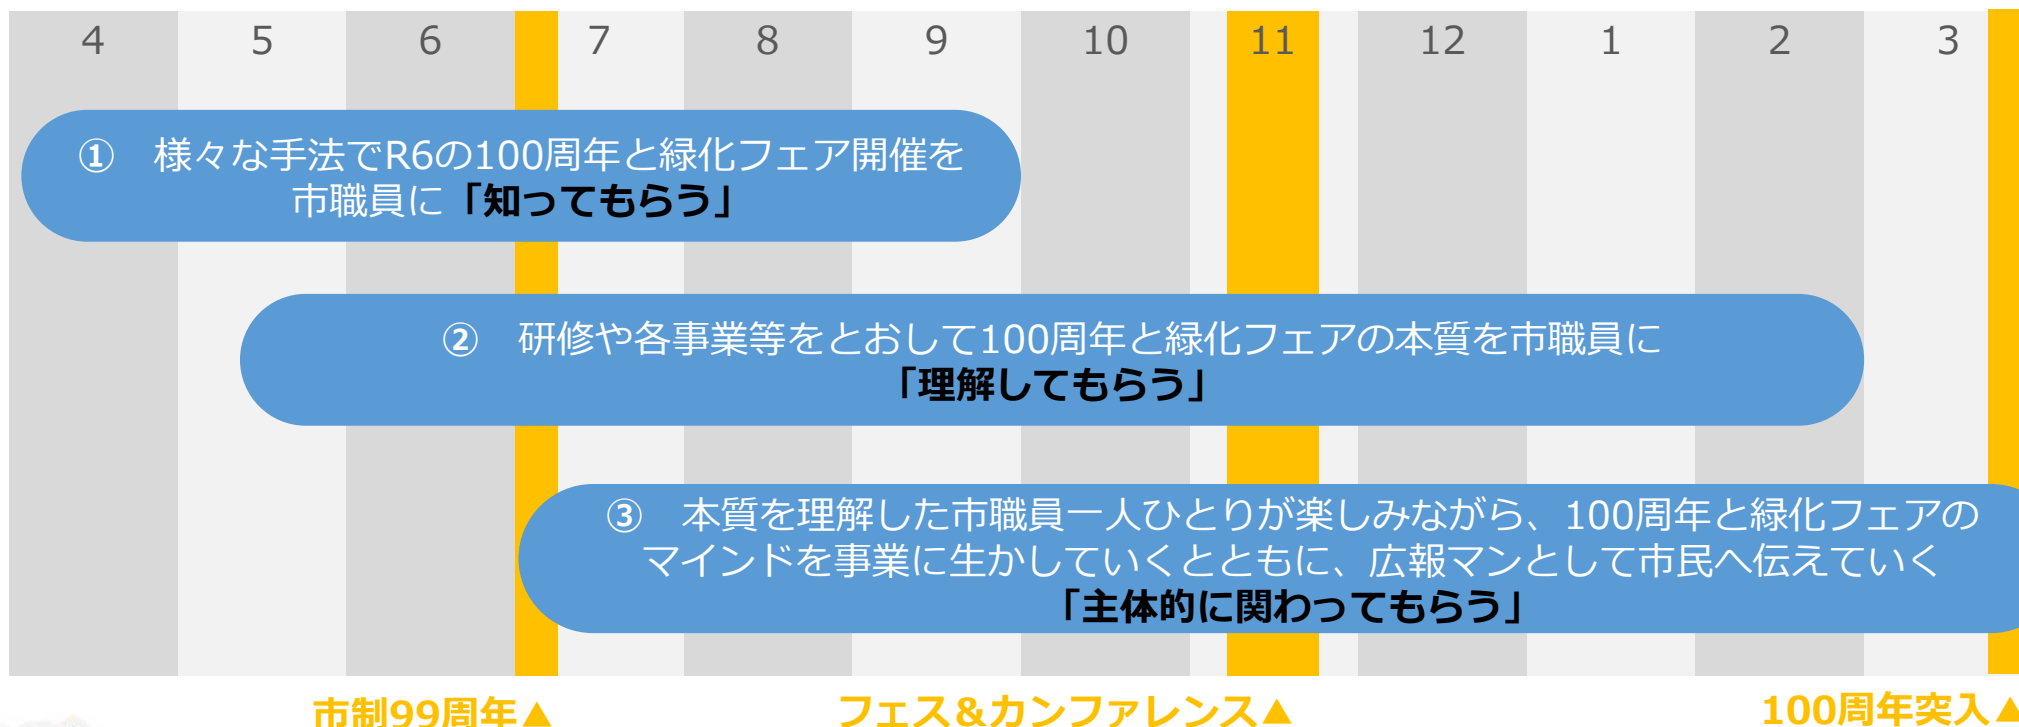 4 5 6 7 8 9 10 11 12 1 2 3
① 様々な手法でR6の100周年と緑化フェア開催を
市職員に「知ってもらう」
② 研修や各事業等をとおして100周年と緑化フェアの本質を市職員に
「理解してもらう」
③ 本質を理解した市職員一人ひとりが楽しみながら、100周年と緑化フェアの
マインドを事業に生かしていくとともに、広報マンとして市民へ伝えていく
「主体的に関わってもらう」
市制99周年▲ フェス&カンファレンス▲ 100周年突入▲